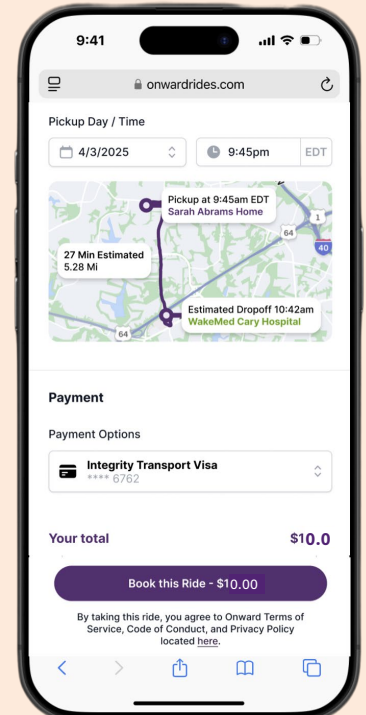 9:41
onwardrides.com
Pickup Day / Time
4/3/2025
9:45pm
EDT
Pickup at 9:45am EDT
Sarah Abrams Home
1
64
40
27 Min Estimated
5.28 Mi
Estimated Dropoff 10:42am
WakeMed Cary Hospital
64
Payment
Payment Options
Integrity Transport Visa
**** 6762
Your total
$10.0
Book this Ride - $10.00
By taking this ride, you agree to Onward Terms of
Service, Code of Conduct, and Privacy Policy
located here.